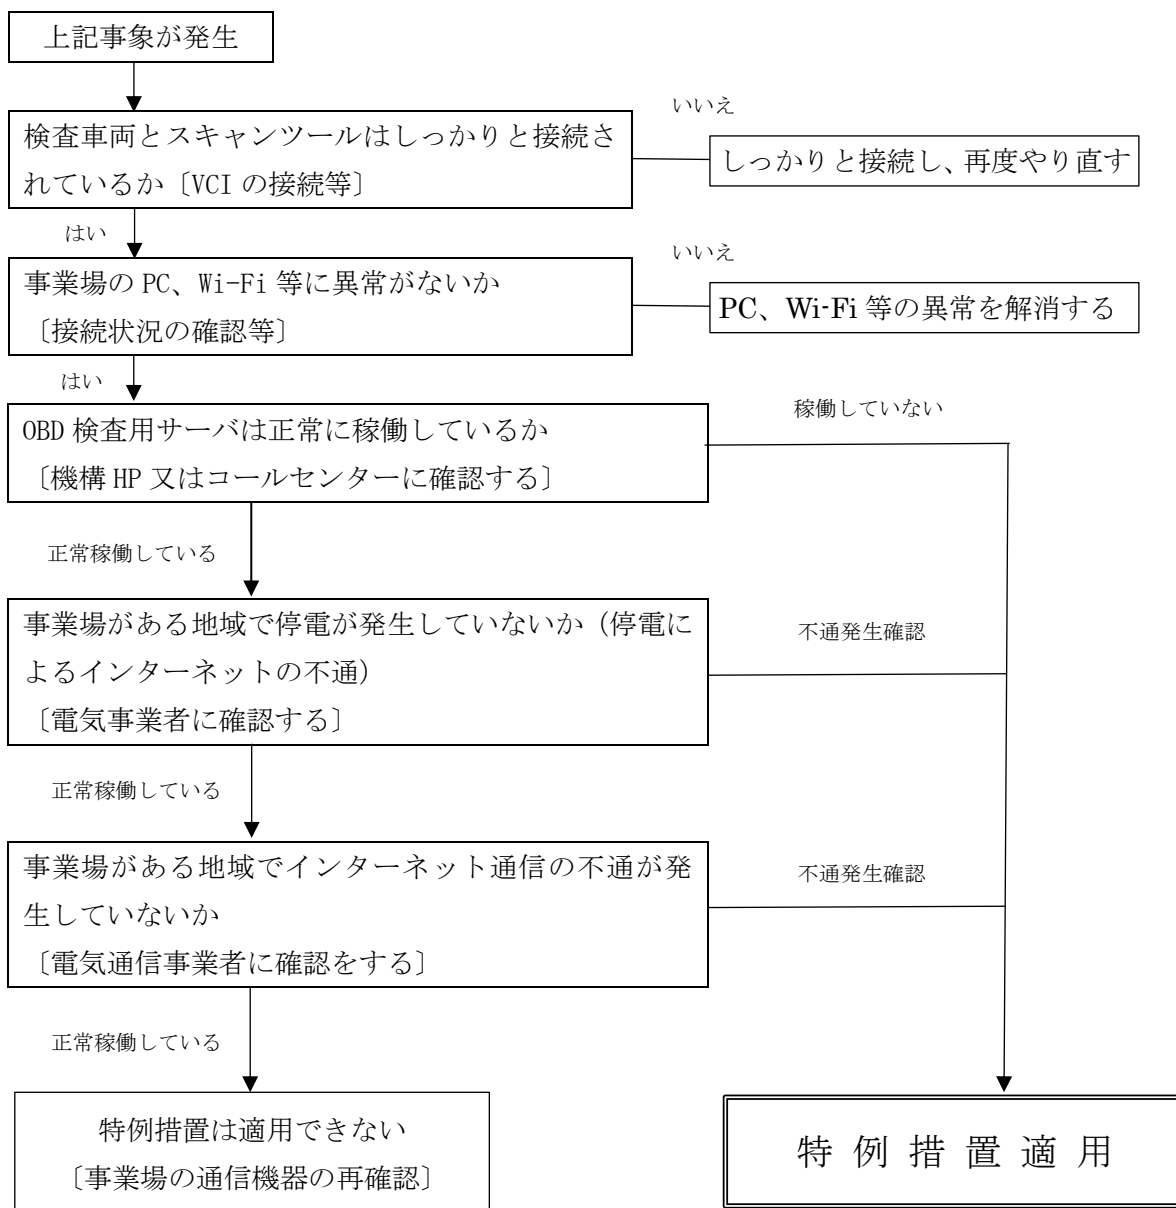 上記事象が発生
いいえ
検査車両とスキャンツールはしっかりと接続さ
れているか〔VCI の接続等〕
しっかりと接続し、再度やり直す
はい
いいえ
事業場の PC、Wi-Fi 等に異常がないか
〔接続状況の確認等〕
PC、Wi-Fi 等の異常を解消する
はい
稼働していない
OBD 検査用サーバは正常に稼働しているか
〔機構 HP 又はコールセンターに確認する〕
正常稼働している
事業場がある地域で停電が発生していないか（停電に
よるインターネットの不通）
〔電気事業者に確認する〕
不通発生確認
正常稼働している
事業場がある地域でインターネット通信の不通が発
生していないか
〔電気通信事業者に確認をする〕
不通発生確認
正常稼働している
特例措置は適用できない
〔事業場の通信機器の再確認〕
特 例 措 置 適 用